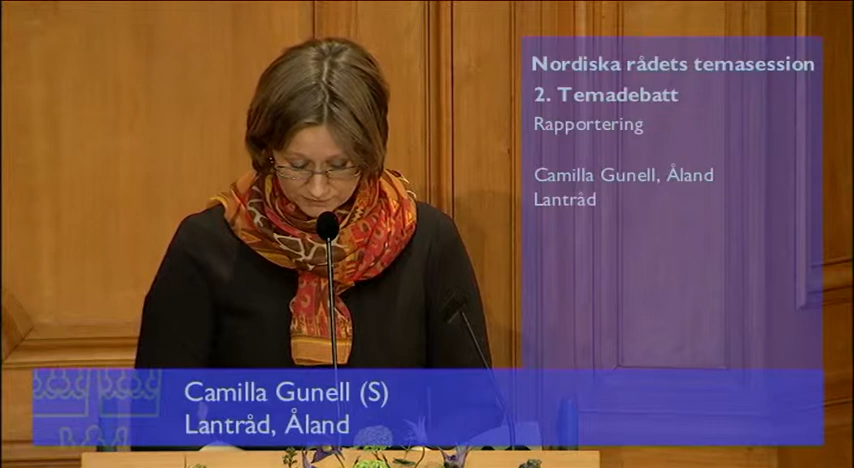 Nordiska rådets temasession
2. Temadebatt
Rapportering
Camilla Gunell, Åland
Lantråd
Camilla Gunell (S)
Lantråd, Åland